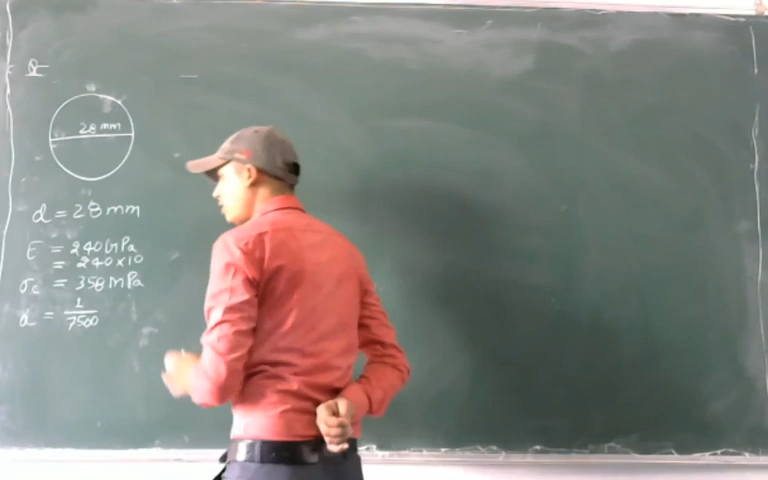 Q
28 mm
d = 28 mm
E = 240 GPa
= 240 x 10
σc = 358 MPa
a = 1/7500